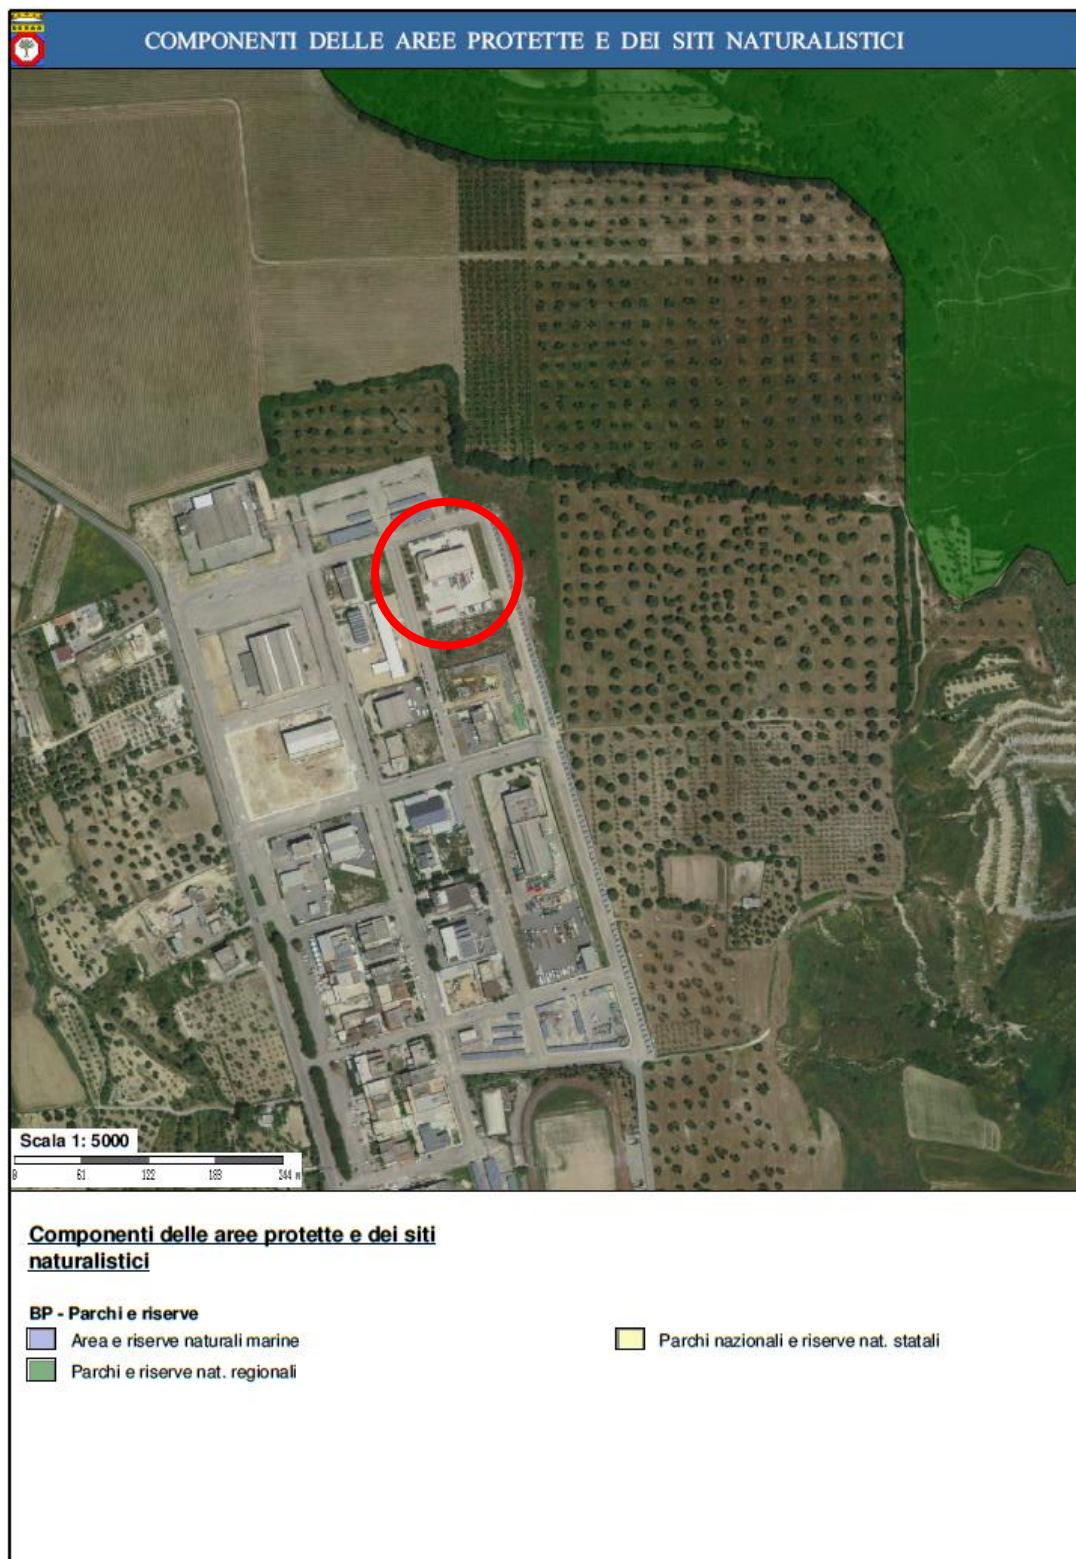 COMPONENTI DELLE AREE PROTETTE E DEI SITI NATURALISTICI
Scala 1: 5000
0 61 122 183 244 m
Componenti delle aree protette e dei siti
naturalistici
BP - Parchi e riserve
Area e riserve naturali marine
Parchi nazionali e riserve nat. statali
Parchi e riserve nat. regionali